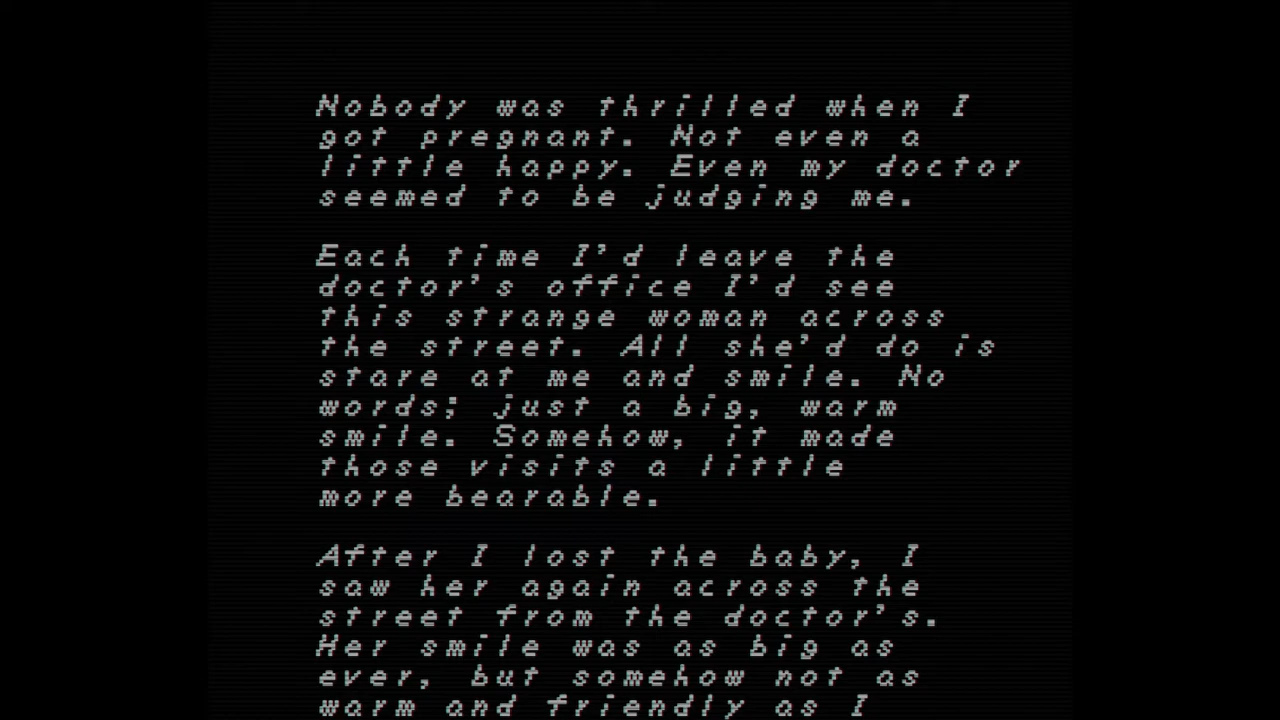 Nobody was thrilled when I
got pregnant. Not even a
little happy. Even my doctor
seemed to be judging me.
Each time I'd leave the
doctor's office I'd see
this strange woman across
the street. All she'd do is
stare at me and smile. No
words; just a big, warm
smile. Somehow, it made
those visits a little
more bearable.
After I lost the baby, I
saw her again across the
street from the doctor's.
Her smile was as big as
ever, but somehow not as
warm and friendly as I